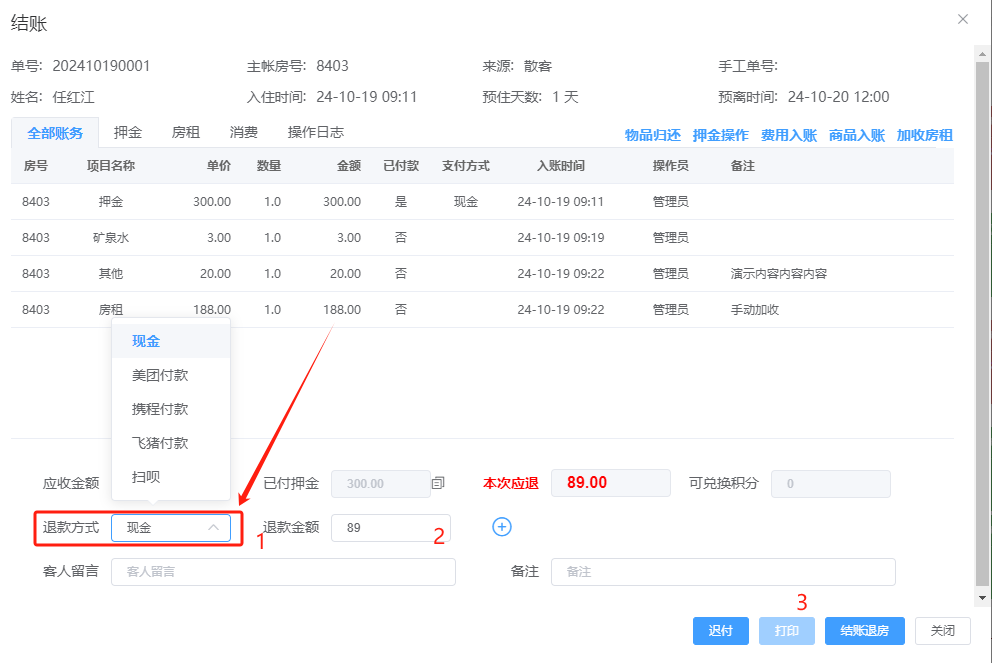 结账
单号: 202410190001 主帐房号: 8403 来源: 散客 手工单号:
姓名: 任红江 入住时间: 24-10-19 09:11 预住天数: 1 天 预离时间: 24-10-20 12:00
全部账务 押金 房租 消费 操作日志 物品归还 押金操作 费用入账 商品入账 加收房租
房号 项目名称 单价 数量 金额 已付款 支付方式 入账时间 操作员 备注
8403 押金 300.00 1.0 300.00 是 现金 24-10-19 09:11 管理员
8403 矿泉水 3.00 1.0 3.00 否 24-10-19 09:19 管理员
8403 其他 20.00 1.0 20.00 否 24-10-19 09:22 管理员 演示内容内容内容
8403 房租 188.00 1.0 188.00 否 24-10-19 09:22 管理员 手动加收
现金
美团付款
携程付款
飞猪付款
扫呗
应收金额 已付押金 300.00 本次应退 89.00 可兑换积分 0
退款方式 现金 1 退款金额 89 2
客人留言 客人留言 备注 备注
3
迟付 打印 结账退房 关闭